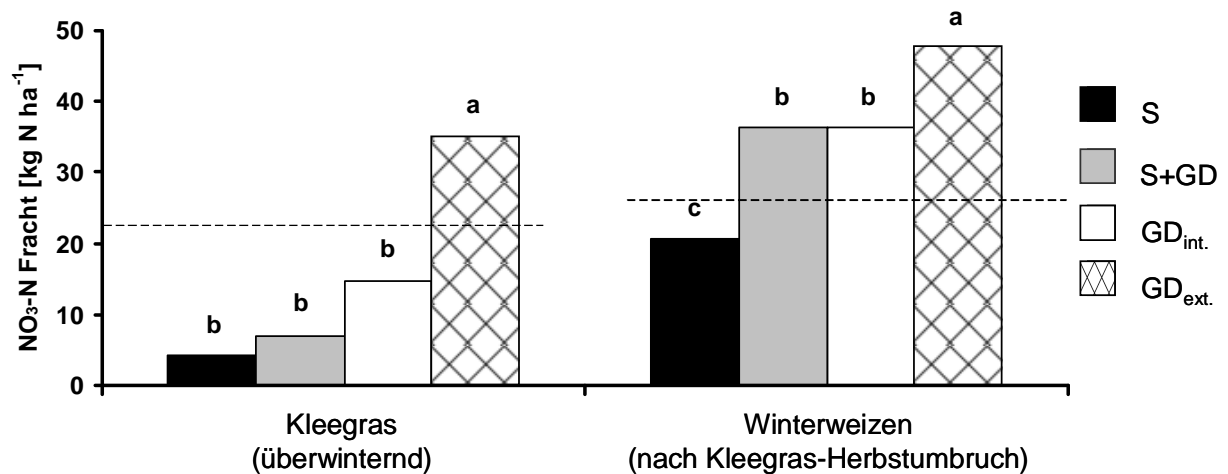 NO₃-N Fracht [kg N ha⁻¹]
50
40
30
20
10
0
b
b
b
a
c
b
b
a
Kleegras
(überwinternd)
Winterweizen
(nach Kleegras-Herbstumbruch)
S
S+GD
GDint.
GDext.